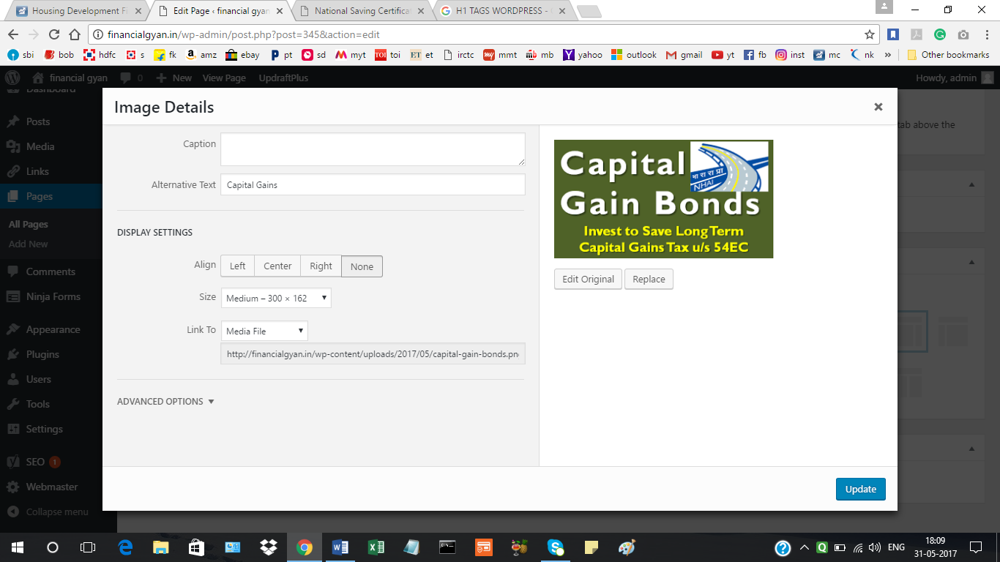 Housing Development F
Edit Page ‹ financial gyan
National Saving Certifica
H1 TAGS WORDPRESS -
financialgyan.in/wp-admin/post.php?post=345&action=edit
sbi bob hdfc s fk amz ebay pt sd myt TOI toi ET et irctc my mmt mb mb yahoo outlook gmail yt fb inst mc nk » Other bookmarks
financial gyan 0 New View Page UpdraftPlus Howdy, admin
Dashboard
Posts
Media
Links
Pages
All Pages
Add New
Comments
Ninja Forms
Appearance
Plugins
Users
Tools
Settings
SEO 1
Webmaster
Collapse menu
Image Details
tab above the
Caption
Alternative Text Capital Gains
DISPLAY SETTINGS
Align Left Center Right None
Size Medium – 300 × 162
Link To Media File
http://financialgyan.in/wp-content/uploads/2017/05/capital-gain-bonds.png
ADVANCED OPTIONS
Capital
भा रा रा प्रा
NHAI
Gain Bonds
Invest to Save Long Term
Capital Gains Tax u/s 54EC
Edit Original Replace
Update
ENG 18:09
31-05-2017